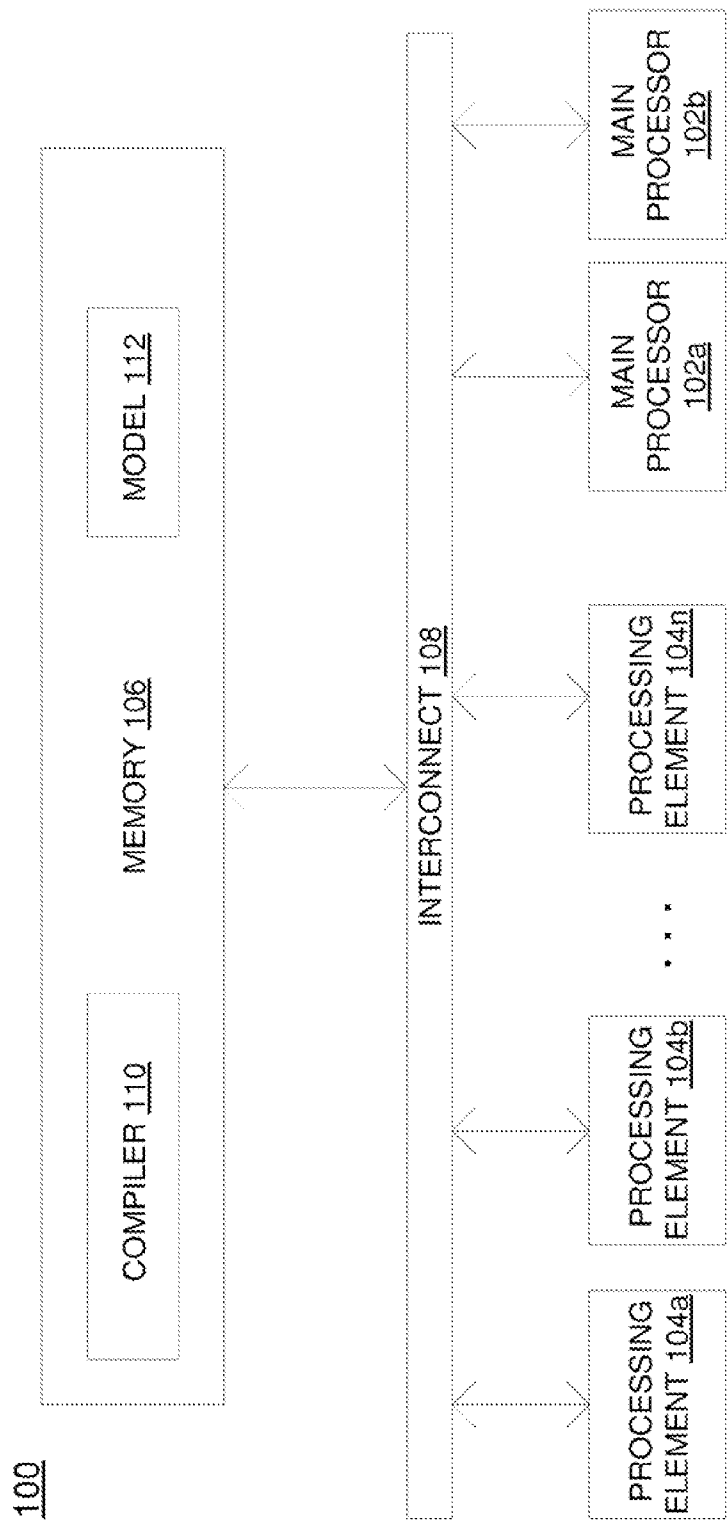 100
COMPILER 110
MEMORY 106
MODEL 112
INTERCONNECT 108
PROCESSING
ELEMENT 104a
PROCESSING
ELEMENT 104b
. . .
PROCESSING
ELEMENT 104n
MAIN
PROCESSOR
102a
MAIN
PROCESSOR
102b